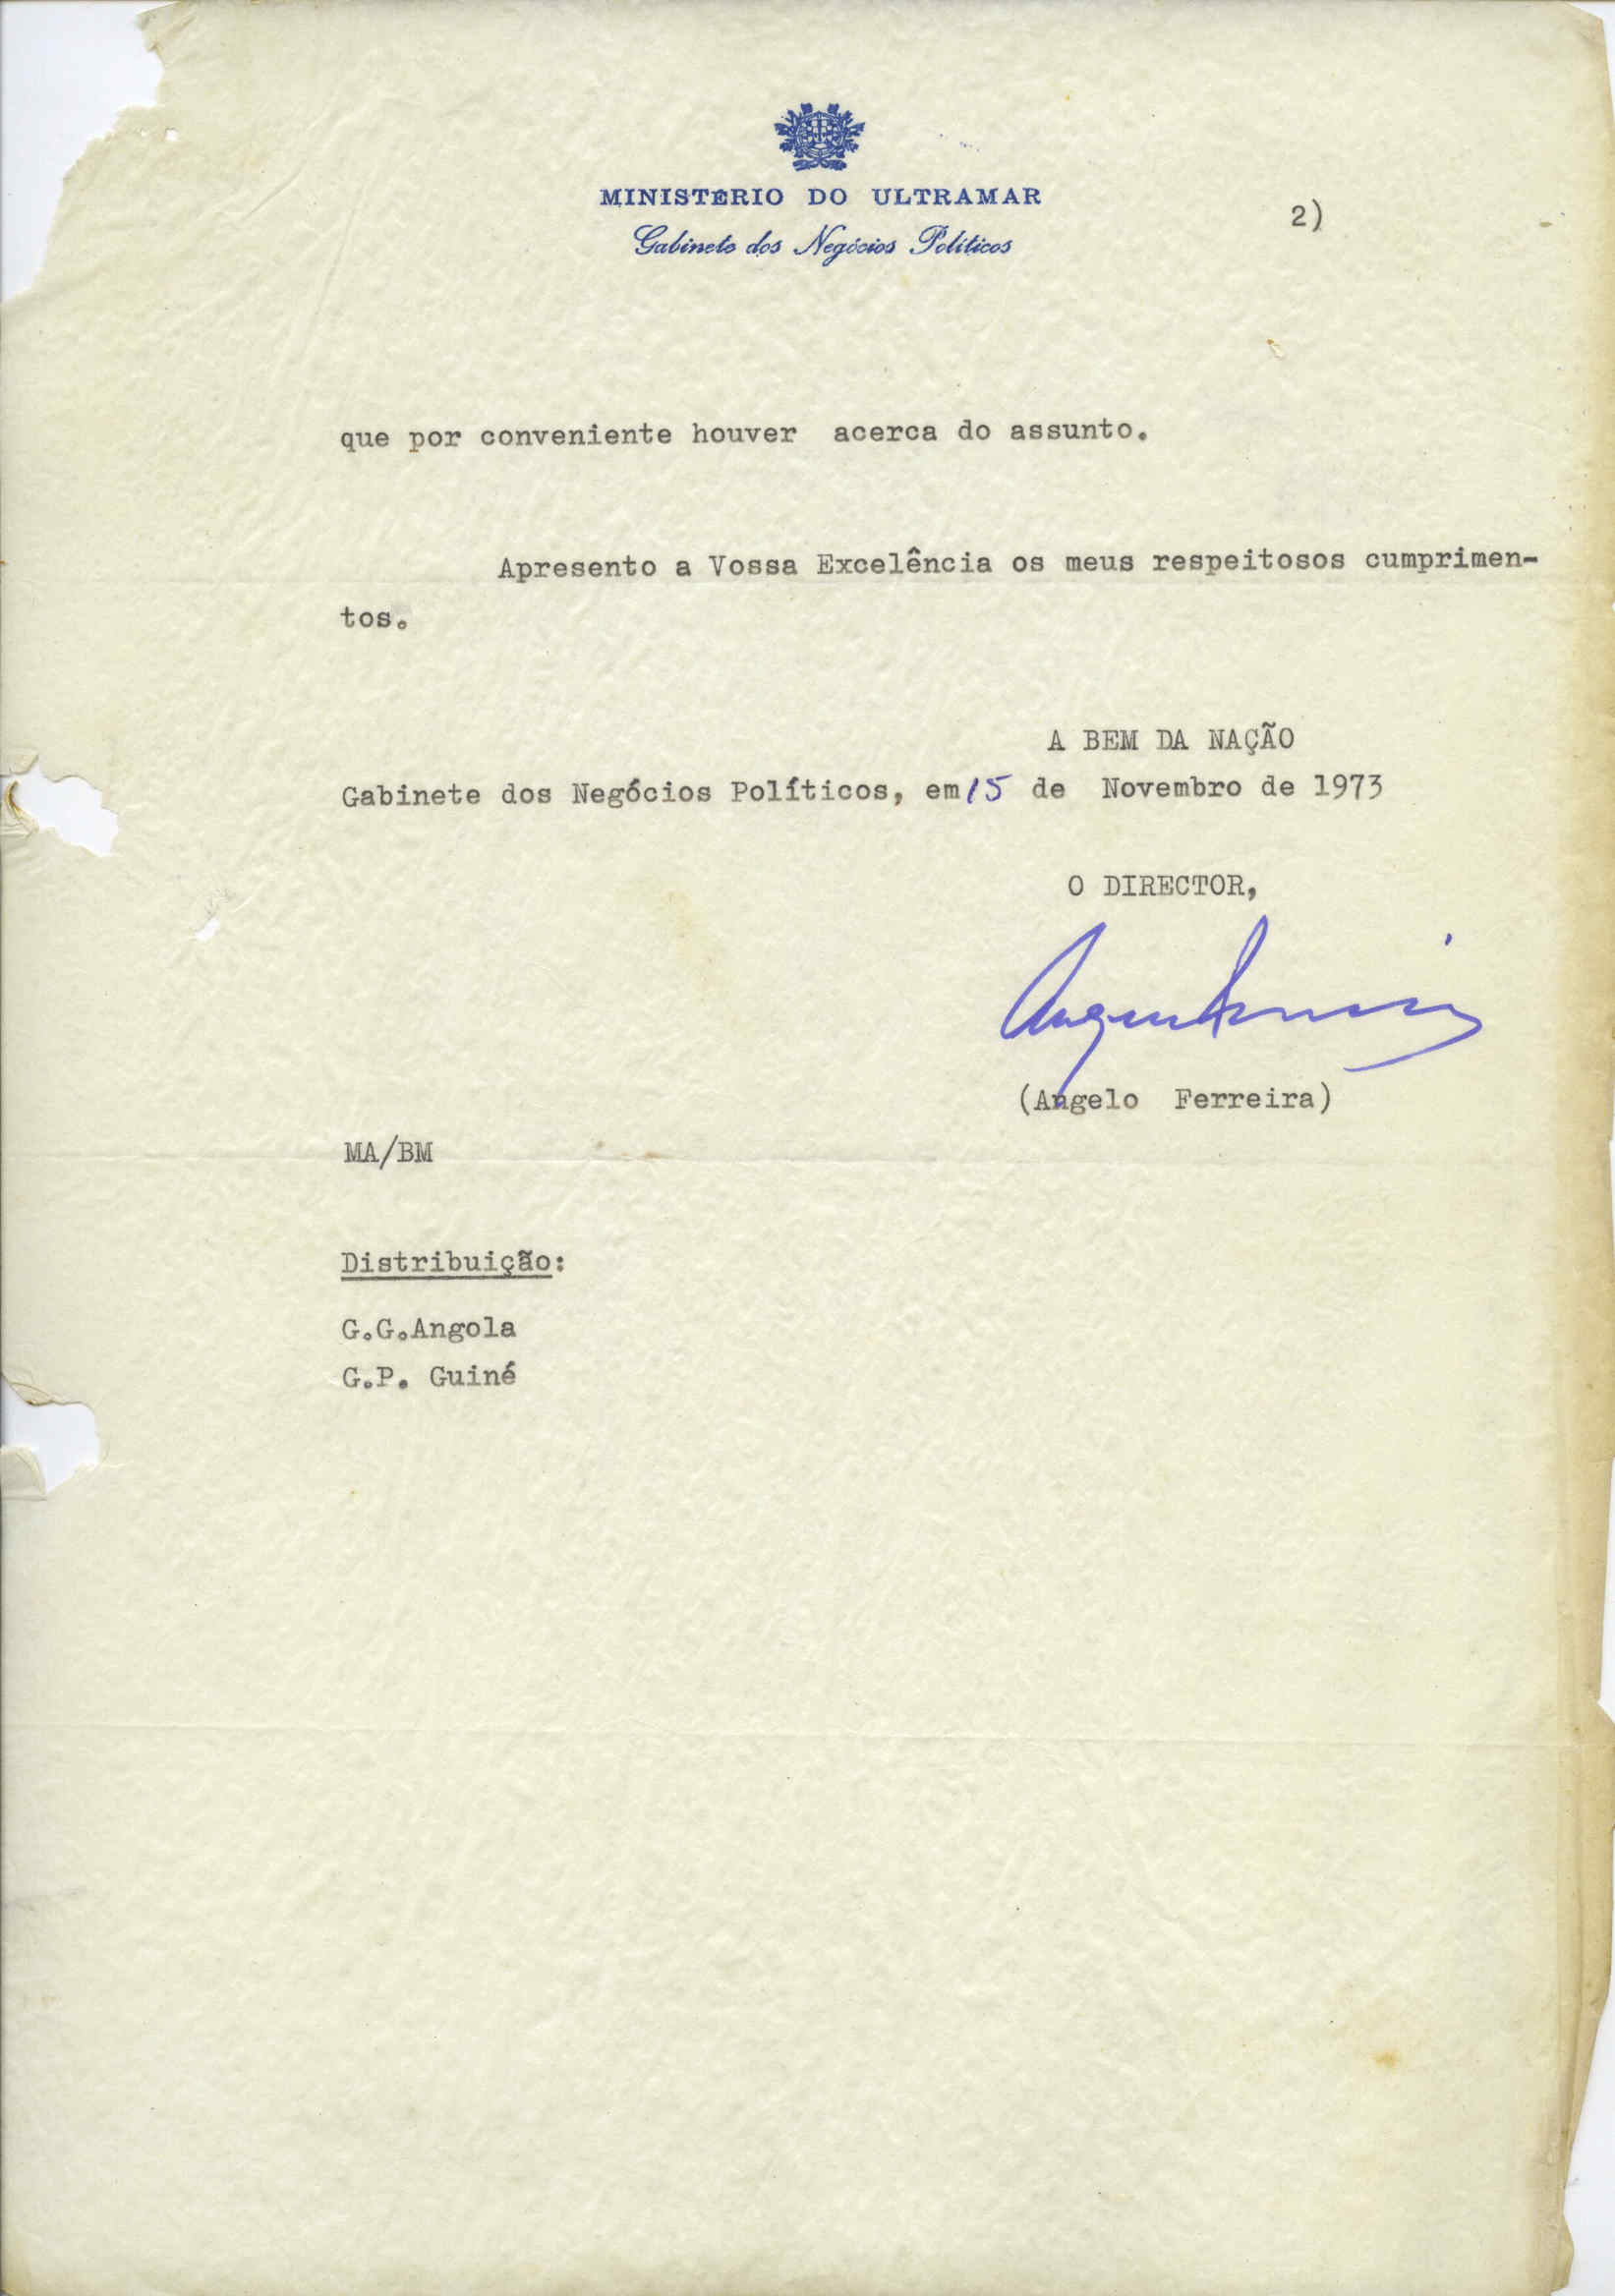 MINISTÉRIO DO ULTRAMAR
Gabinete dos Negócios Políticos
2)
que por conveniente houver acerca do assunto.
Apresento a Vossa Excelência os meus respeitosos cumprimen-
tos.
A BEM DA NAÇÃO
Gabinete dos Negócios Políticos, em 15 de Novembro de 1973
O DIRECTOR,
(Angelo Ferreira)
MA/BM
Distribuição:
G.G.Angola
G.P. Guiné